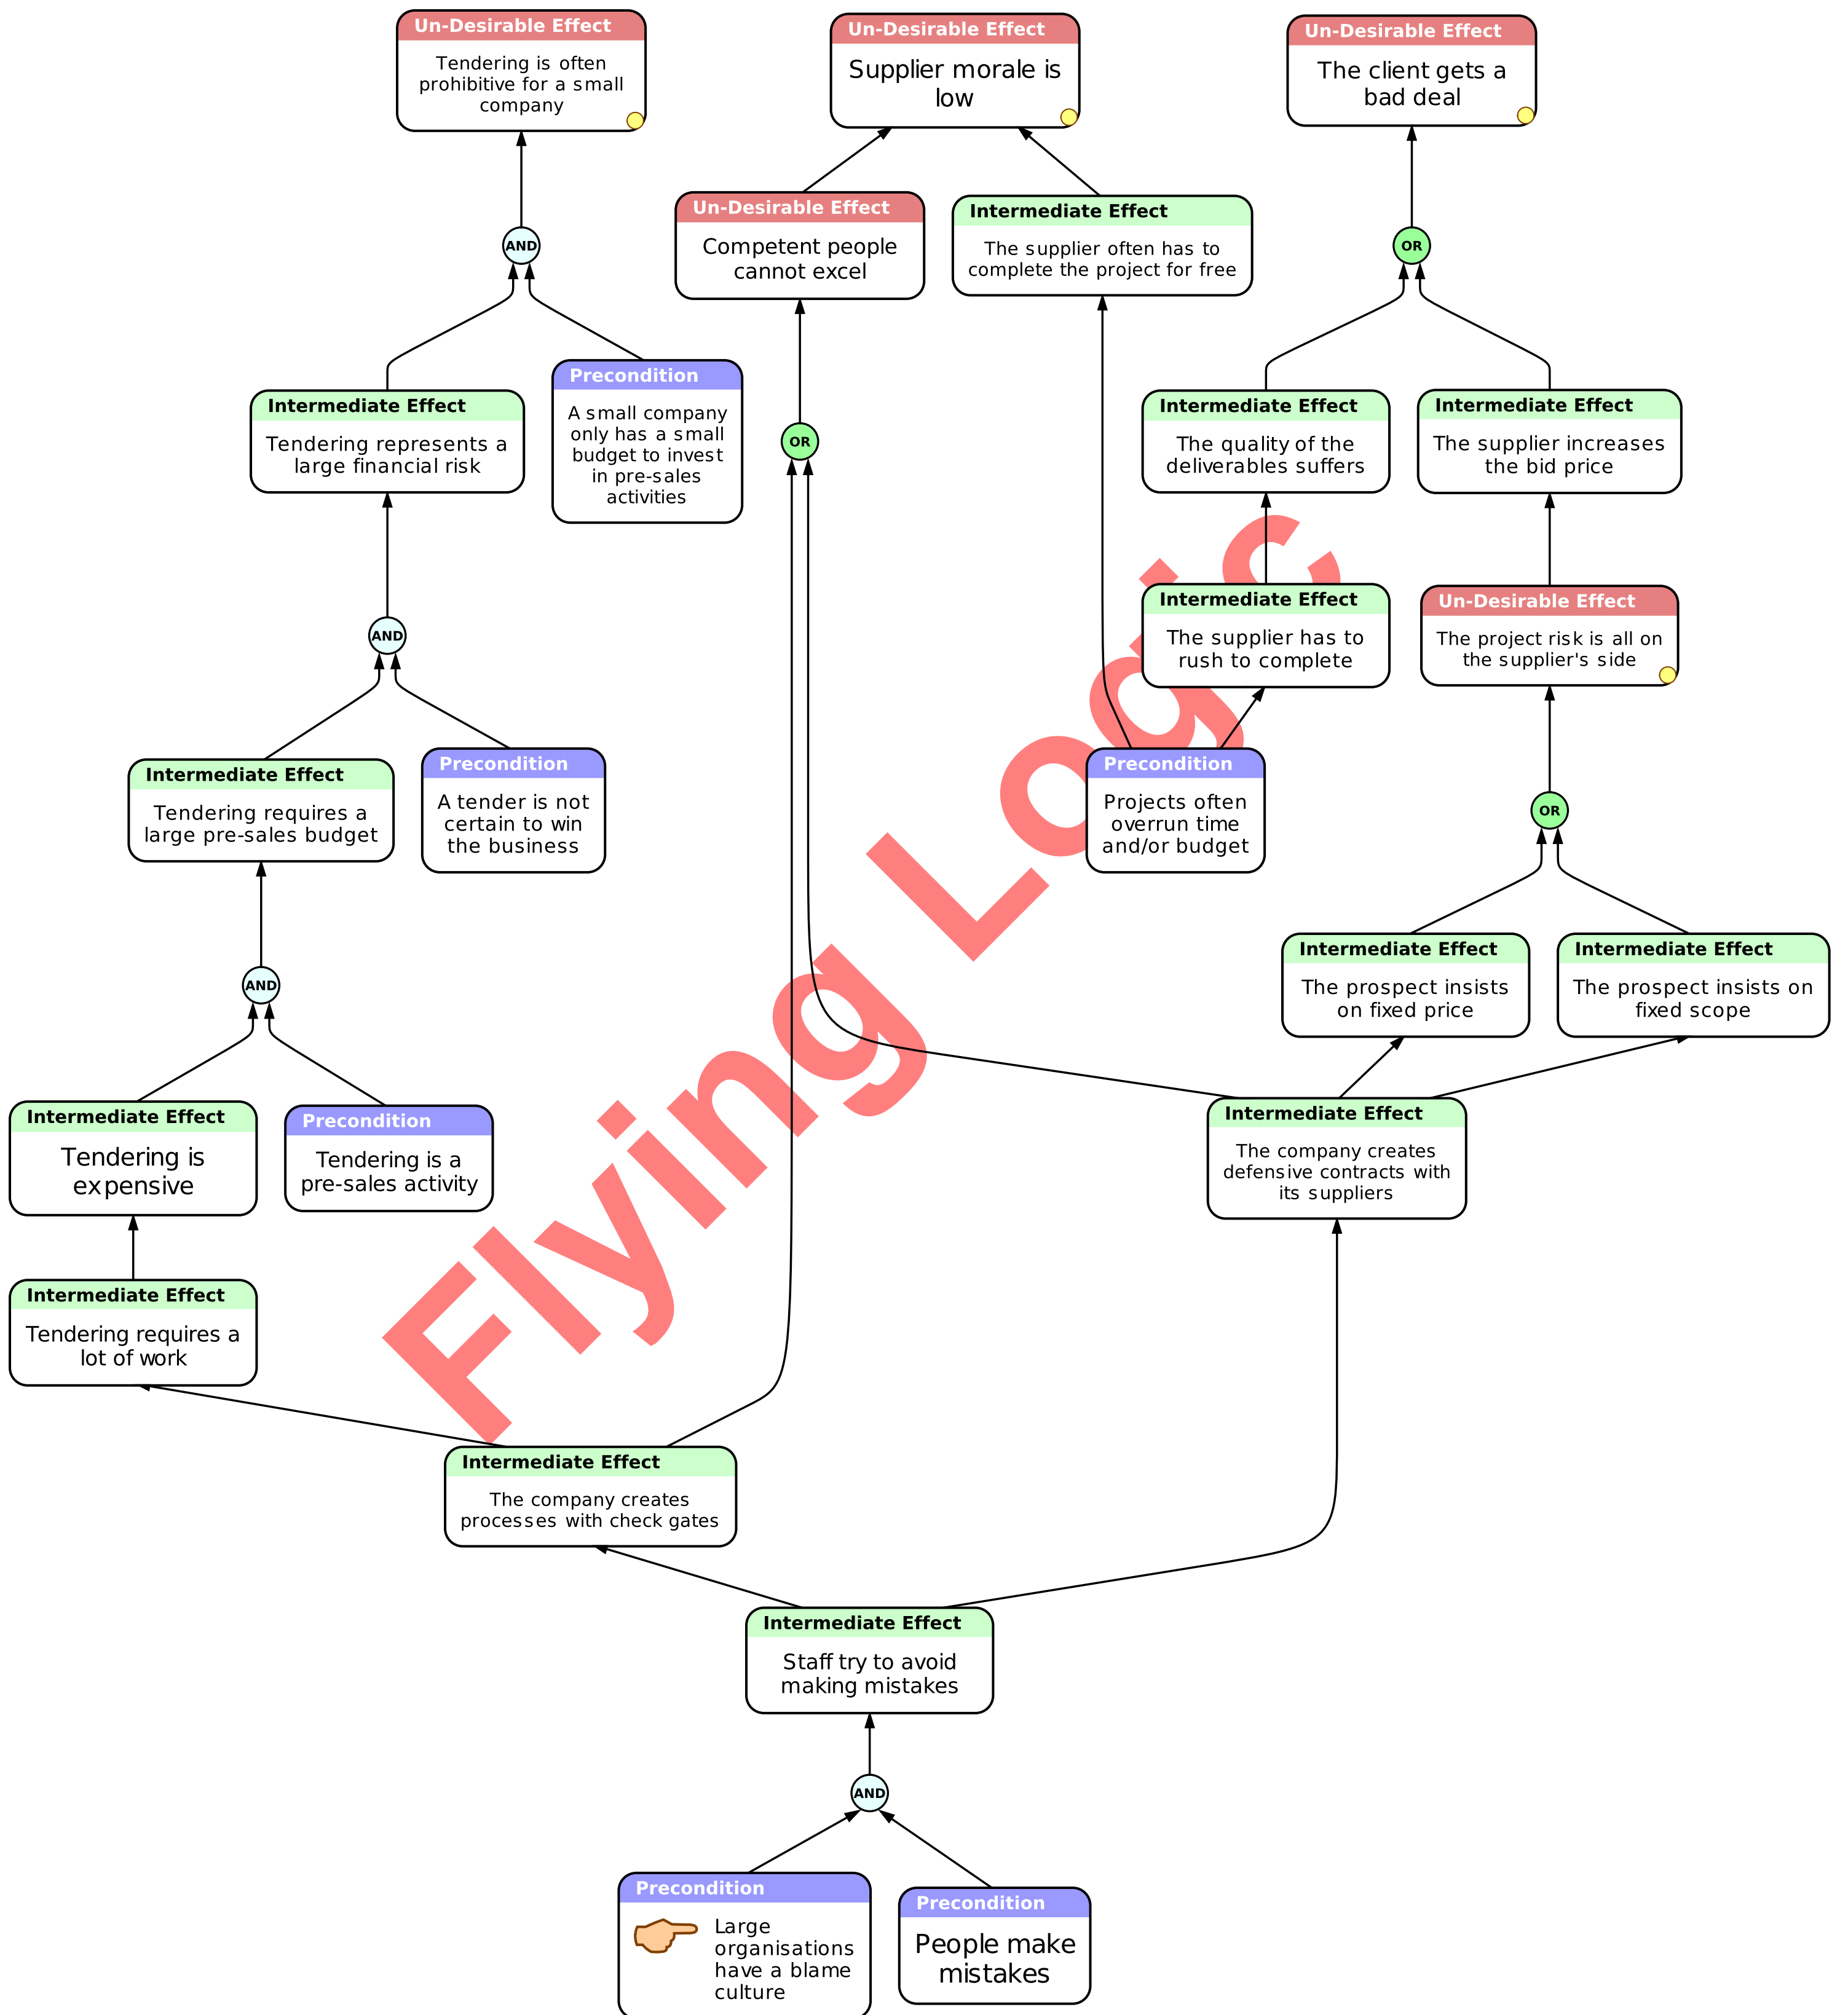 Un-Desirable Effect
Tendering is often
prohibitive for a small
company
Un-Desirable Effect
Supplier morale is
low
Un-Desirable Effect
The client gets a
bad deal
Un-Desirable Effect
Competent people
cannot excel
Intermediate Effect
The supplier often has to
complete the project for free
AND
OR
Intermediate Effect
Tendering represents a
large financial risk
Precondition
A small company
only has a small
budget to invest
in pre-sales
activities
OR
Intermediate Effect
The quality of the
deliverables suffers
Intermediate Effect
The supplier increases
the bid price
Intermediate Effect
The supplier has to
rush to complete
Un-Desirable Effect
The project risk is all on
the supplier's side
AND
Intermediate Effect
Tendering requires a
large pre-sales budget
Precondition
A tender is not
certain to win
the business
Precondition
Projects often
overrun time
and/or budget
OR
Flying Logic
AND
Intermediate Effect
The prospect insists
on fixed price
Intermediate Effect
The prospect insists on
fixed scope
Intermediate Effect
Tendering is
expensive
Precondition
Tendering is a
pre-sales activity
Intermediate Effect
The company creates
defensive contracts with
its suppliers
Intermediate Effect
Tendering requires a
lot of work
Intermediate Effect
The company creates
processes with check gates
Intermediate Effect
Staff try to avoid
making mistakes
AND
Precondition
Large
organisations
have a blame
culture
Precondition
People make
mistakes